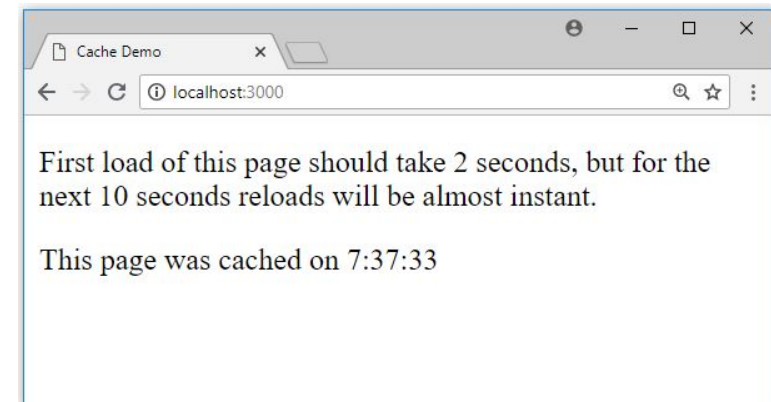 Cache Demo
localhost:3000
First load of this page should take 2 seconds, but for the
next 10 seconds reloads will be almost instant.
This page was cached on 7:37:33